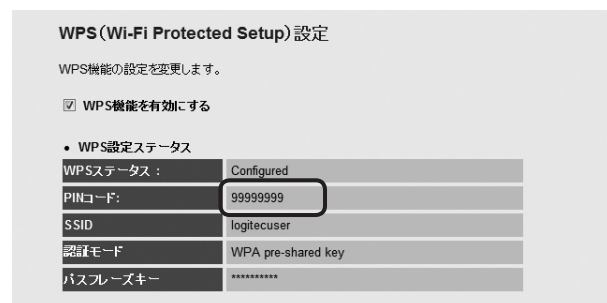 WPS(Wi-Fi Protected Setup)設定
WPS機能の設定を変更します。
☑ WPS機能を有効にする
• WPS設定ステータス
WPSステータス: Configured
PINコード: 99999999
SSID logitecuser
認証モード WPA pre-shared key
パスフレーズキー **********